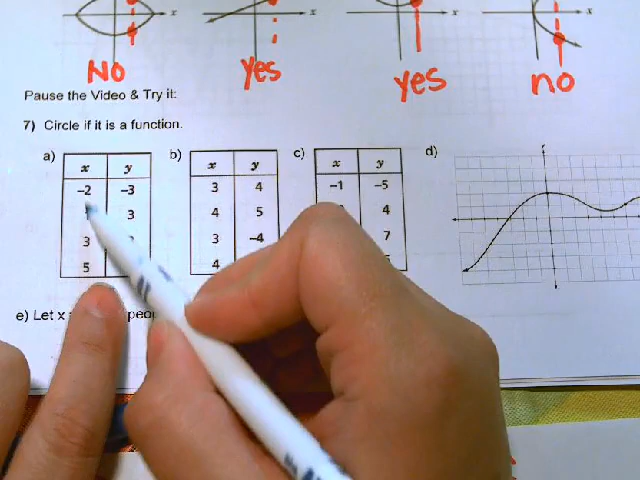 x x x x
NO yes yes no
Pause the Video & Try it:
7) Circle if it is a function.
a) b) c) d)
x y x y x y
-2 -3 3 4 -1 -5
3 4 5 4
3 3 -4 7
5 4
e) Let x